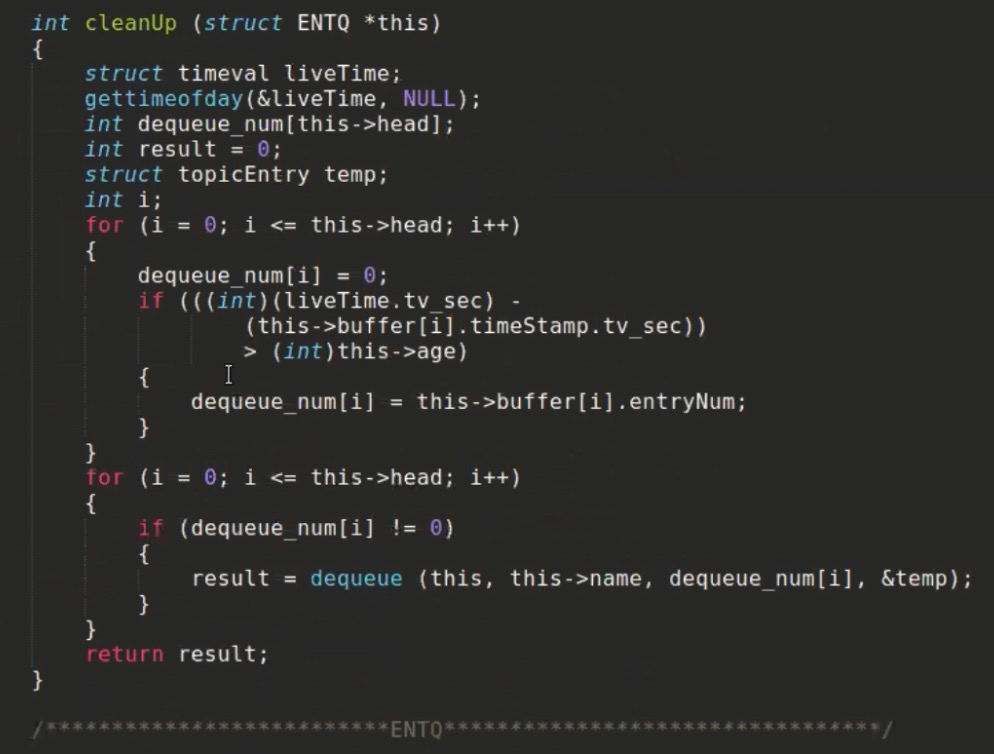 int cleanUp (struct ENTQ *this)
{
    struct timeval liveTime;
    gettimeofday(&liveTime, NULL);
    int dequeue_num[this->head];
    int result = 0;
    struct topicEntry temp;
    int i;
    for (i = 0; i <= this->head; i++)
    {
        dequeue_num[i] = 0;
        if (((int)(liveTime.tv_sec) -
                (this->buffer[i].timeStamp.tv_sec))
                > (int)this->age)
        {
            dequeue_num[i] = this->buffer[i].entryNum;
        }
    }
    for (i = 0; i <= this->head; i++)
    {
        if (dequeue_num[i] != 0)
        {
            result = dequeue (this, this->name, dequeue_num[i], &temp);
        }
    }
    return result;
}
/**************************ENTQ*********************************/